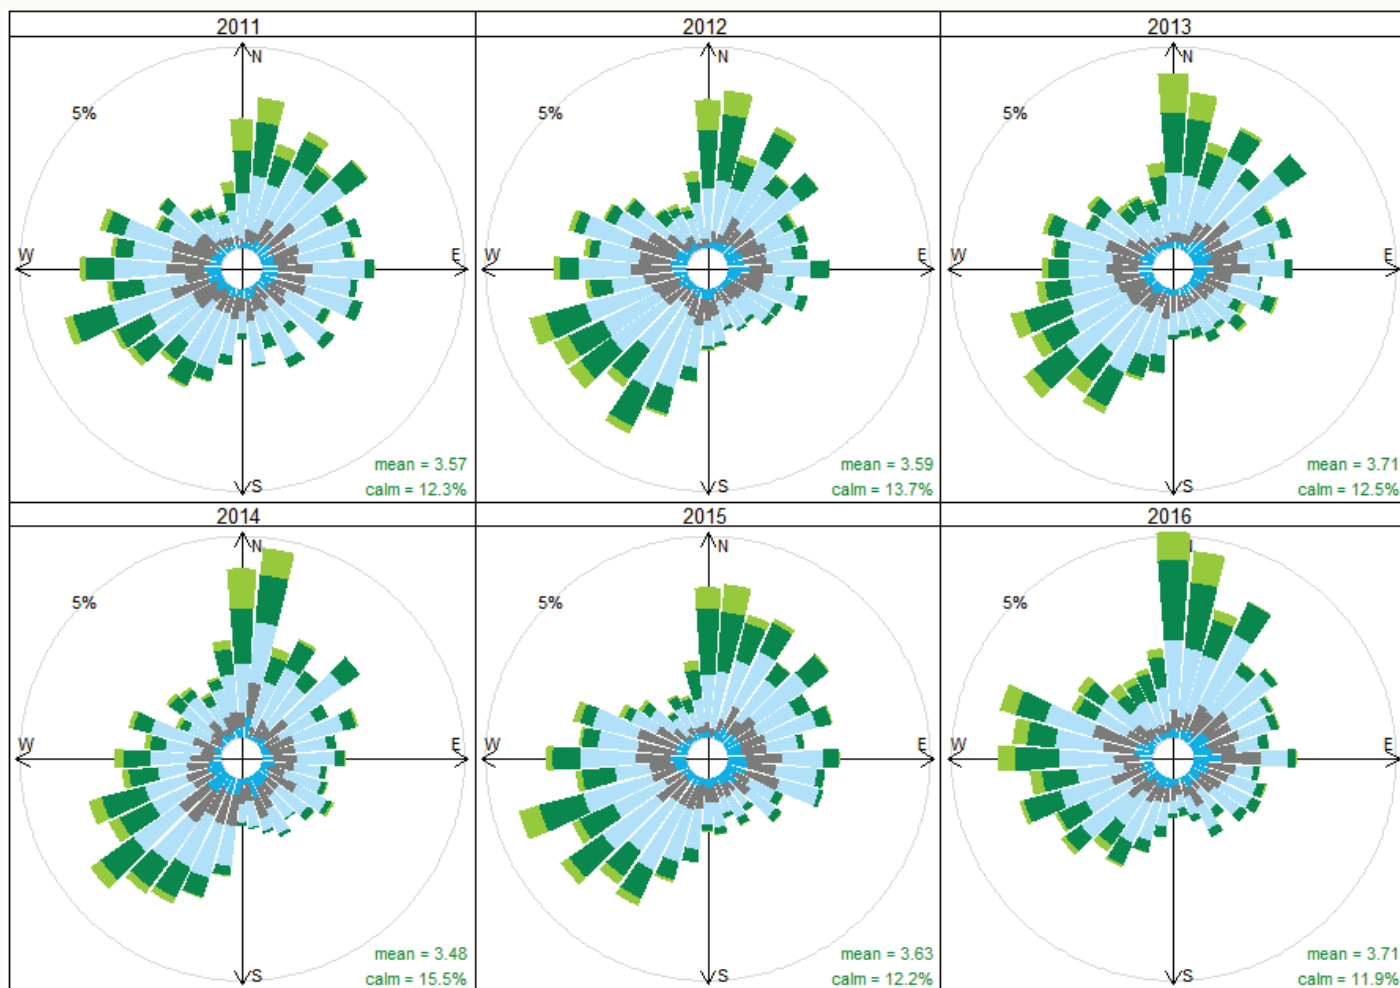 2011
2012
2013
N
5%
W
E
S
mean = 3.57
calm = 12.3%
N
5%
W
E
S
mean = 3.59
calm = 13.7%
N
5%
W
E
S
mean = 3.71
calm = 12.5%
2014
2015
2016
N
5%
W
E
S
mean = 3.48
calm = 15.5%
N
5%
W
E
S
mean = 3.63
calm = 12.2%
N
5%
W
E
S
mean = 3.71
calm = 11.9%